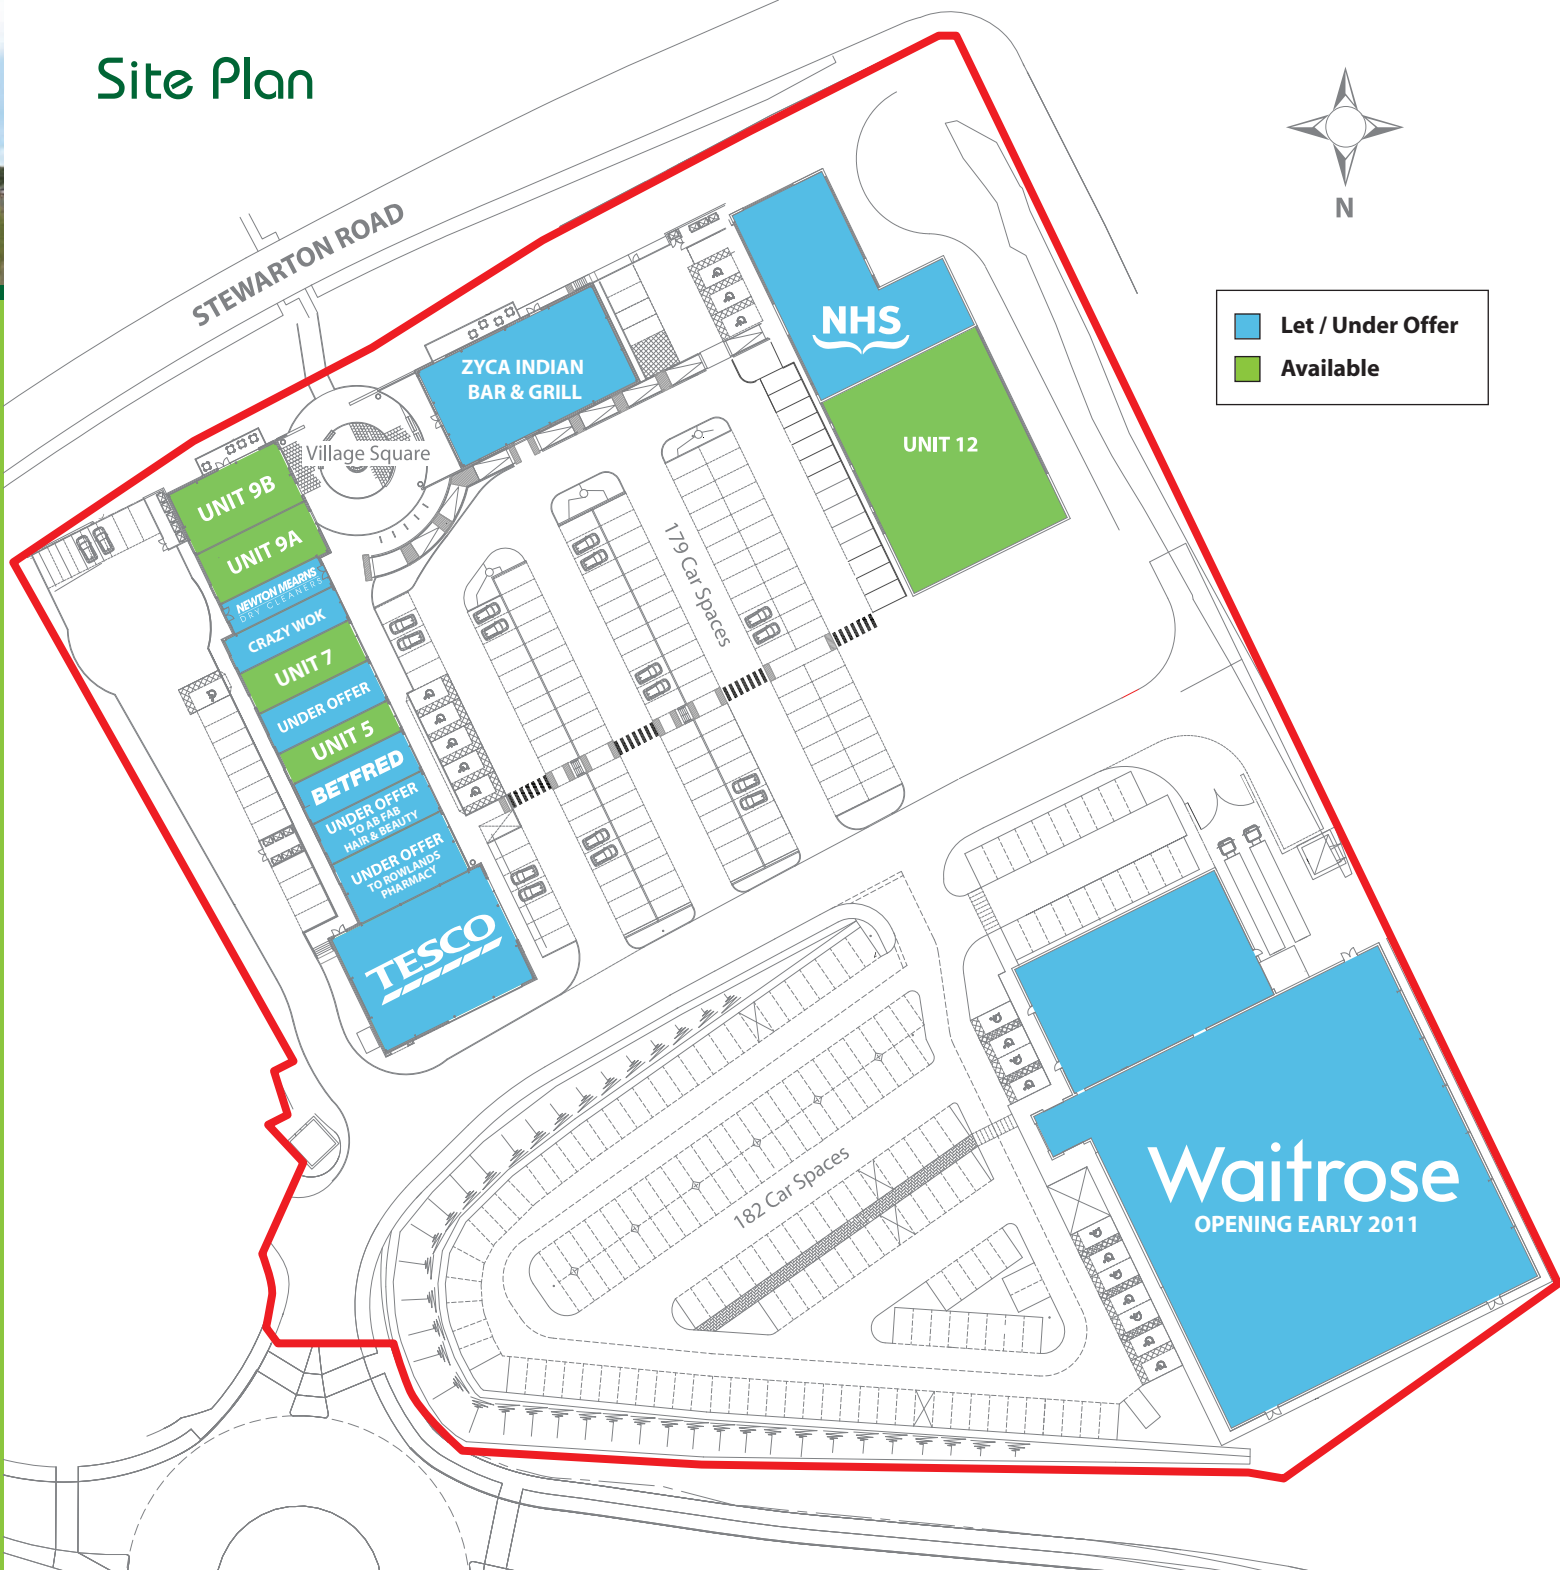 Site Plan
N
Let / Under Offer
Available
STEWARTON ROAD
NHS
ZYCA INDIAN
BAR & GRILL
UNIT 12
Village Square
UNIT 9B
UNIT 9A
NEWTON MEARNS
DRY CLEANERS
CRAZY WOK
UNIT 7
UNDER OFFER
UNIT 5
BETFRED
UNDER OFFER
TO AB FAB
HAIR & BEAUTY
UNDER OFFER
TO ROWLANDS
PHARMACY
TESCO
179 Car Spaces
182 Car Spaces
Waitrose
OPENING EARLY 2011